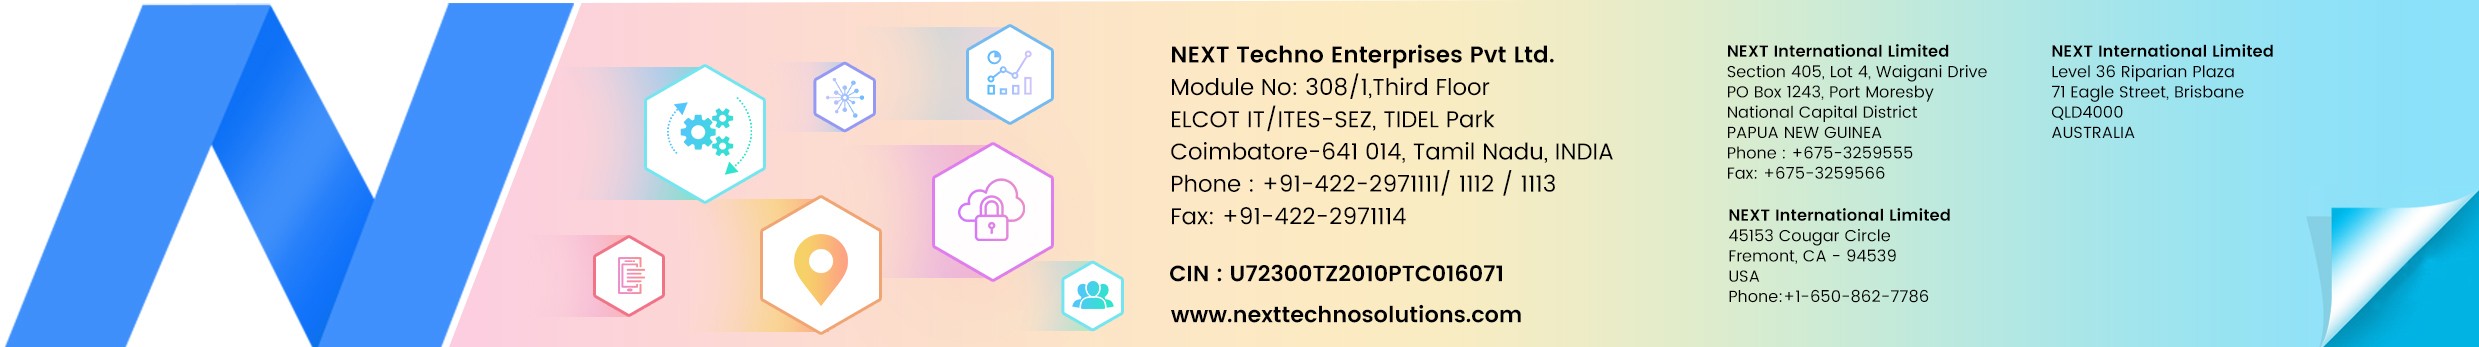 NEXT Techno Enterprises Pvt Ltd.
Module No: 308/1,Third Floor
ELCOT IT/ITES-SEZ, TIDEL Park
Coimbatore-641 014, Tamil Nadu, INDIA
Phone : +91-422-2971111/ 1112 / 1113
Fax: +91-422-2971114
CIN : U72300TZ2010PTC016071
www.nexttechnosolutions.com
NEXT International Limited
Section 405, Lot 4, Waigani Drive
PO Box 1243, Port Moresby
National Capital District
PAPUA NEW GUINEA
Phone : +675-3259555
Fax: +675-3259566
NEXT International Limited
45153 Cougar Circle
Fremont, CA - 94539
USA
Phone:+1-650-862-7786
NEXT International Limited
Level 36 Riparian Plaza
71 Eagle Street, Brisbane
QLD4000
AUSTRALIA